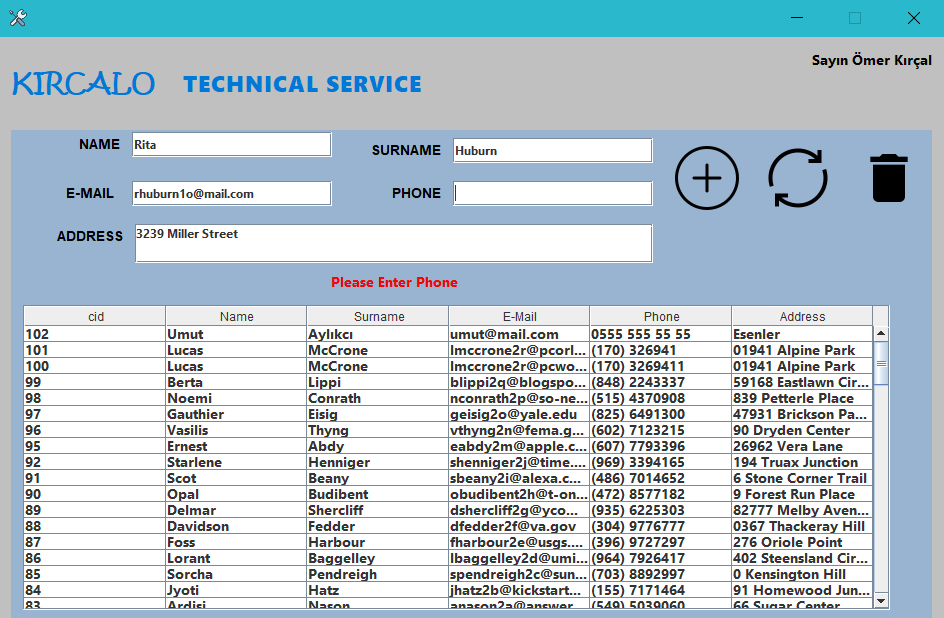 Sayın Ömer Kırçal
KIRCALO TECHNICAL SERVICE
NAME Rita SURNAME Huburn
E-MAIL rhuburn1o@mail.com PHONE
ADDRESS 3239 Miller Street
Please Enter Phone
cid Name Surname E-Mail Phone Address
102 Umut Aylıkcı umut@mail.com 0555 555 55 55 Esenler
101 Lucas McCrone lmccrone2r@pcorl... (170) 326941 01941 Alpine Park
100 Lucas McCrone lmccrone2r@pcwo... (170) 3269411 01941 Alpine Park
99 Berta Lippi blippi2q@blogspo... (848) 2243337 59168 Eastlawn Cir...
98 Noemi Conrath nconrath2p@so-ne... (515) 4370908 839 Petterle Place
97 Gauthier Eisig geisig2o@yale.edu (825) 6491300 47931 Brickson Pa...
96 Vasilis Thyng vthyng2n@fema.g... (602) 7123215 90 Dryden Center
95 Ernest Abdy eabdy2m@apple.c... (607) 7793396 26962 Vera Lane
92 Starlene Henniger shenniger2j@time.... (969) 3394165 194 Truax Junction
91 Scot Beany sbeany2i@alexa.c... (486) 7014652 6 Stone Corner Trail
90 Opal Budibent obudibent2h@t-on... (472) 8577182 9 Forest Run Place
89 Delmar Shercliff dshercliff2g@yco... (935) 6225303 82777 Melby Aven...
88 Davidson Fedder dfedder2f@va.gov (304) 9776777 0367 Thackeray Hill
87 Foss Harbour fharbour2e@usgs.... (396) 9727297 276 Oriole Point
86 Lorant Baggelley lbaggelley2d@umi... (964) 7926417 402 Steensland Cir...
85 Sorcha Pendreigh spendreigh2c@sun... (703) 8892997 0 Kensington Hill
84 Jyoti Hatz jhatz2b@kickstart... (155) 7171464 91 Homewood Jun...
83 Ardisj Nason anason2a@answer... (549) 5039060 66 Sugar Center